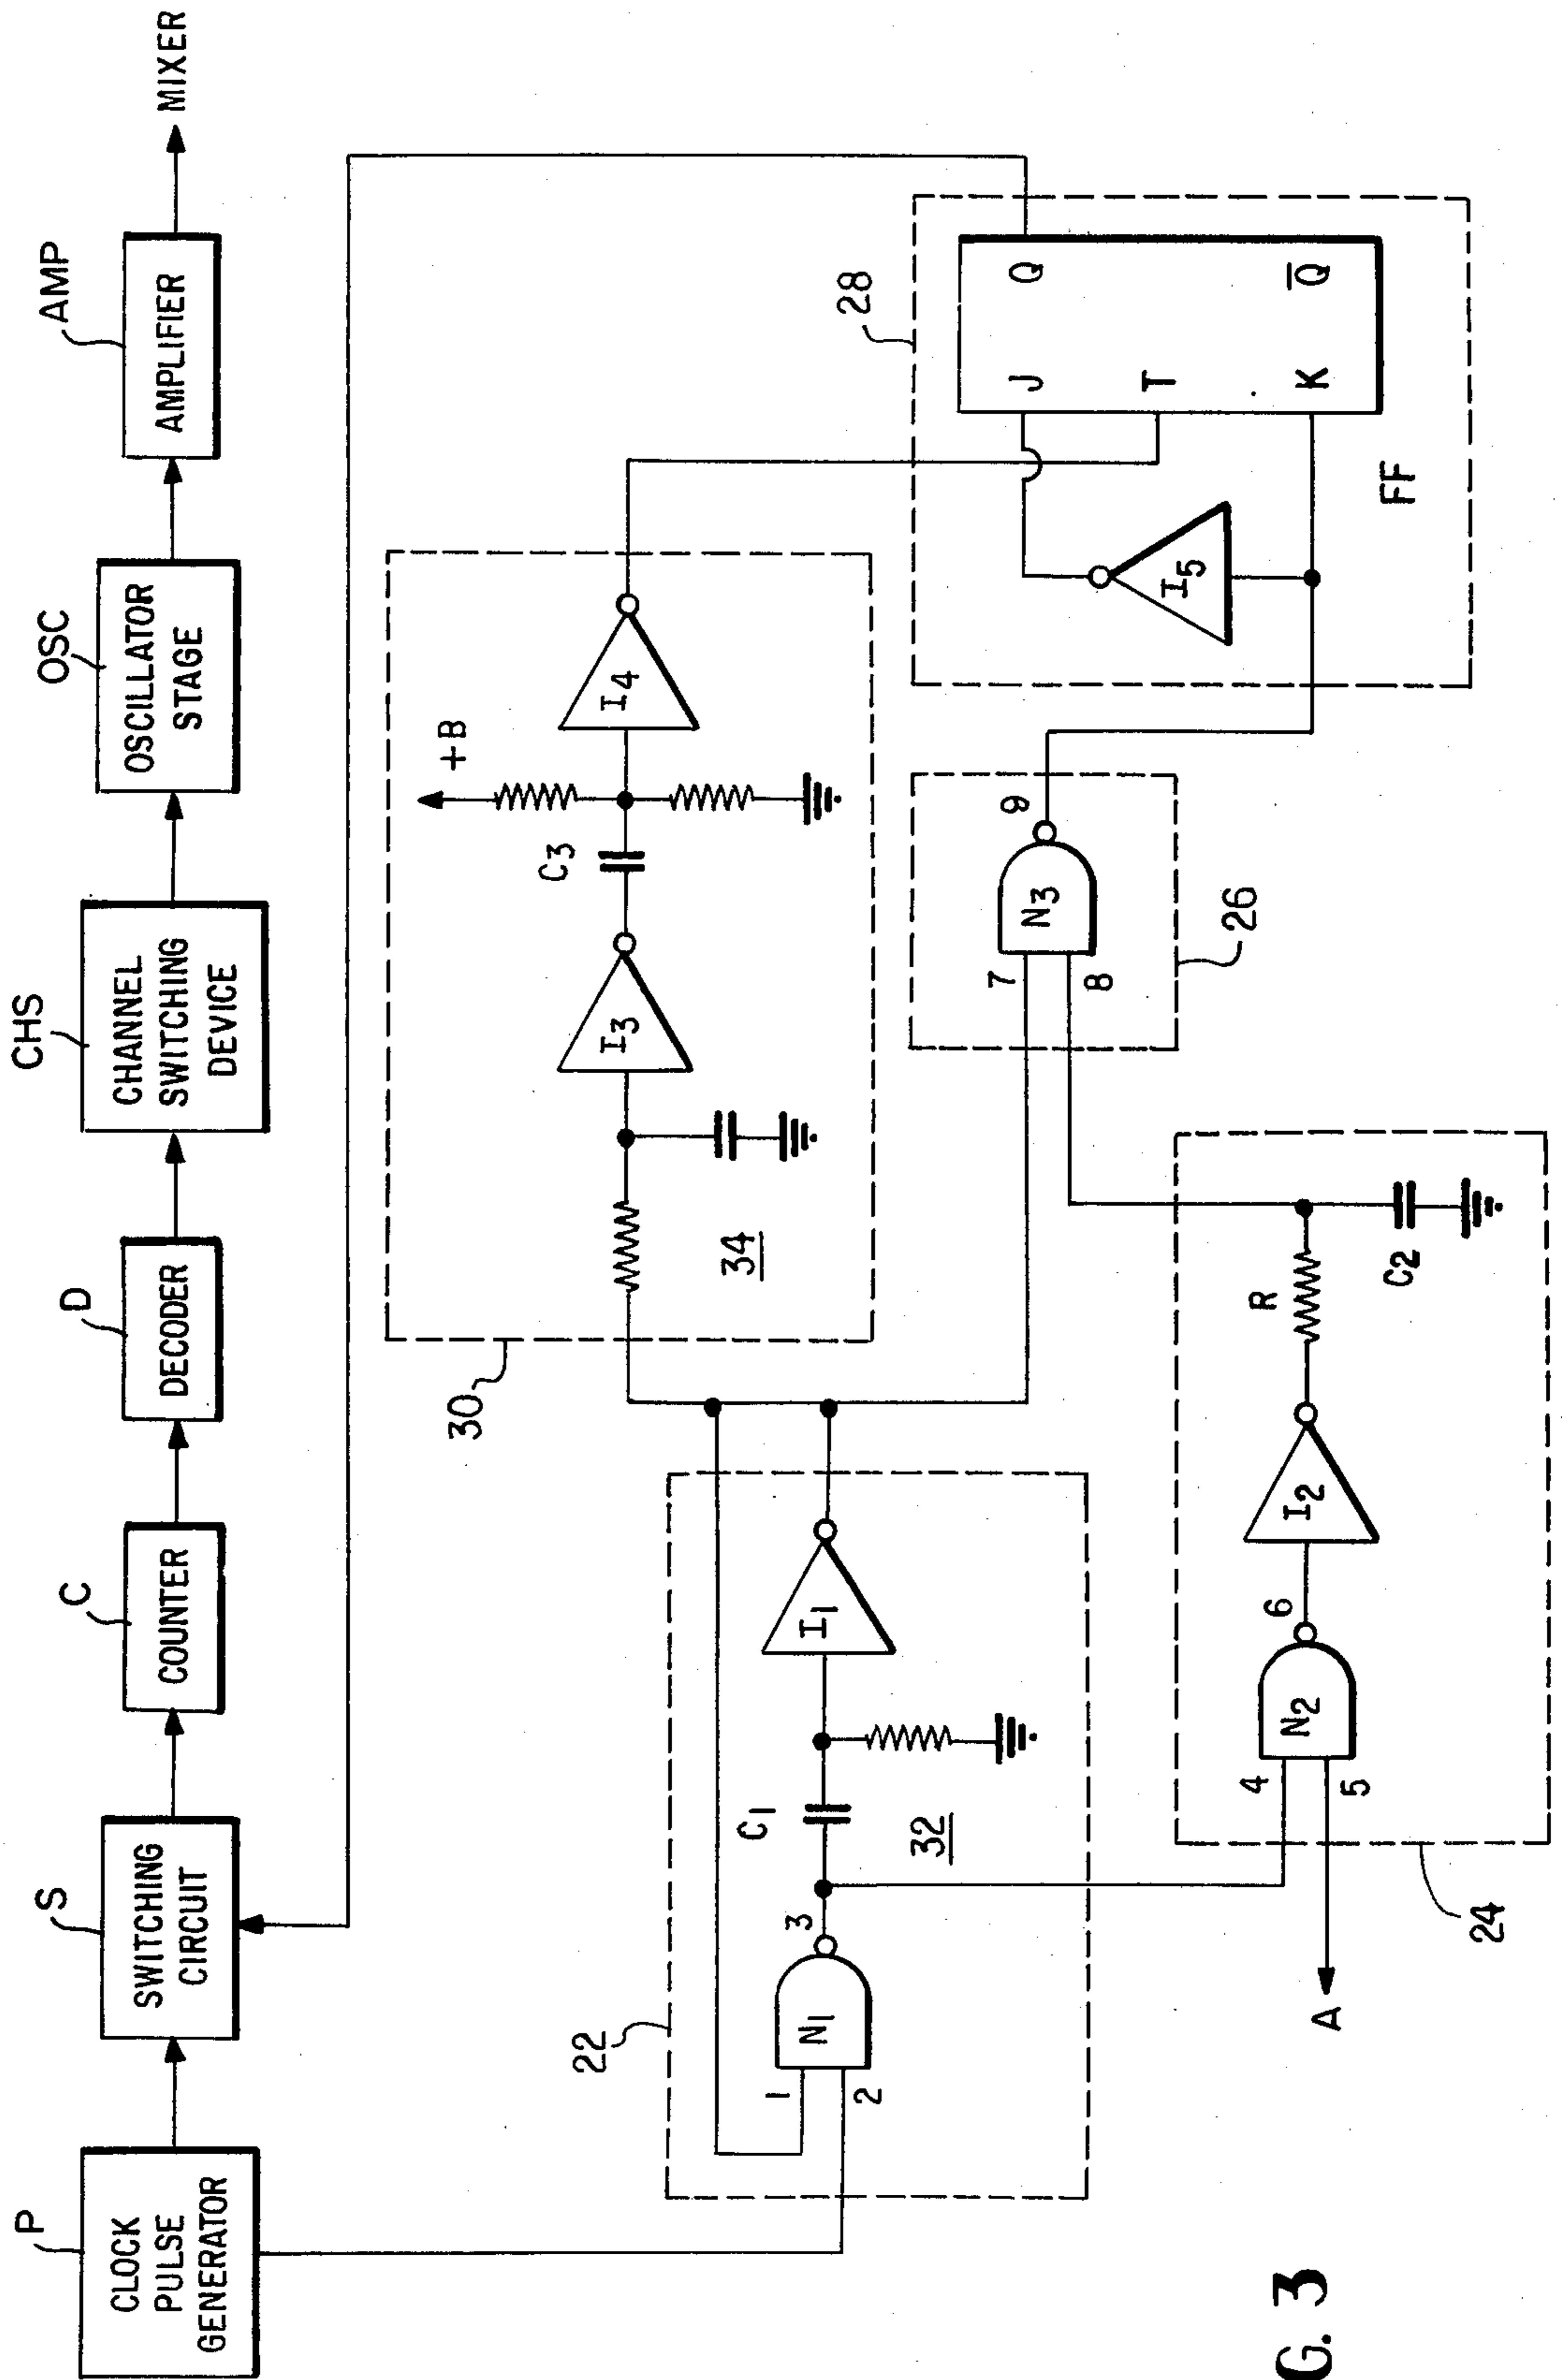 P
CLOCK
PULSE
GENERATOR
S
SWITCHING
CIRCUIT
C
COUNTER
D
DECODER
CHS
CHANNEL
SWITCHING
DEVICE
OSC
OSCILLATOR
STAGE
AMP
AMPLIFIER
MIXER
30
34
I3
C3
+B
I4
22
1
2
N1
3
C1
32
I1
7
8
N3
9
26
28
J
Q
T
K
Q̅
I5
FF
A
4
5
N2
6
I2
R
C2
24
G. 3